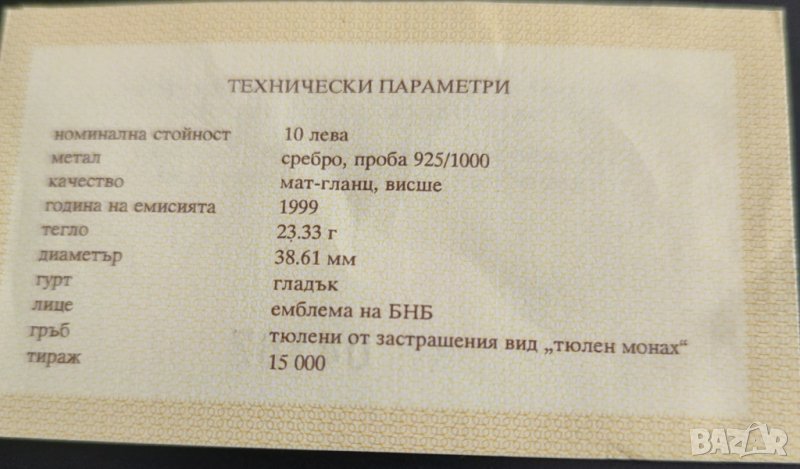 ТЕХНИЧЕСКИ ПАРАМЕТРИ
номинална стойност 10 лева
метал сребро, проба 925/1000
качество мат-гланц, висше
година на емисията 1999
тегло 23.33 г
диаметър 38.61 мм
гурт гладък
лице емблема на БНБ
гръб тюлени от застрашения вид „тюлен монах“
тираж 15 000
BAZAR